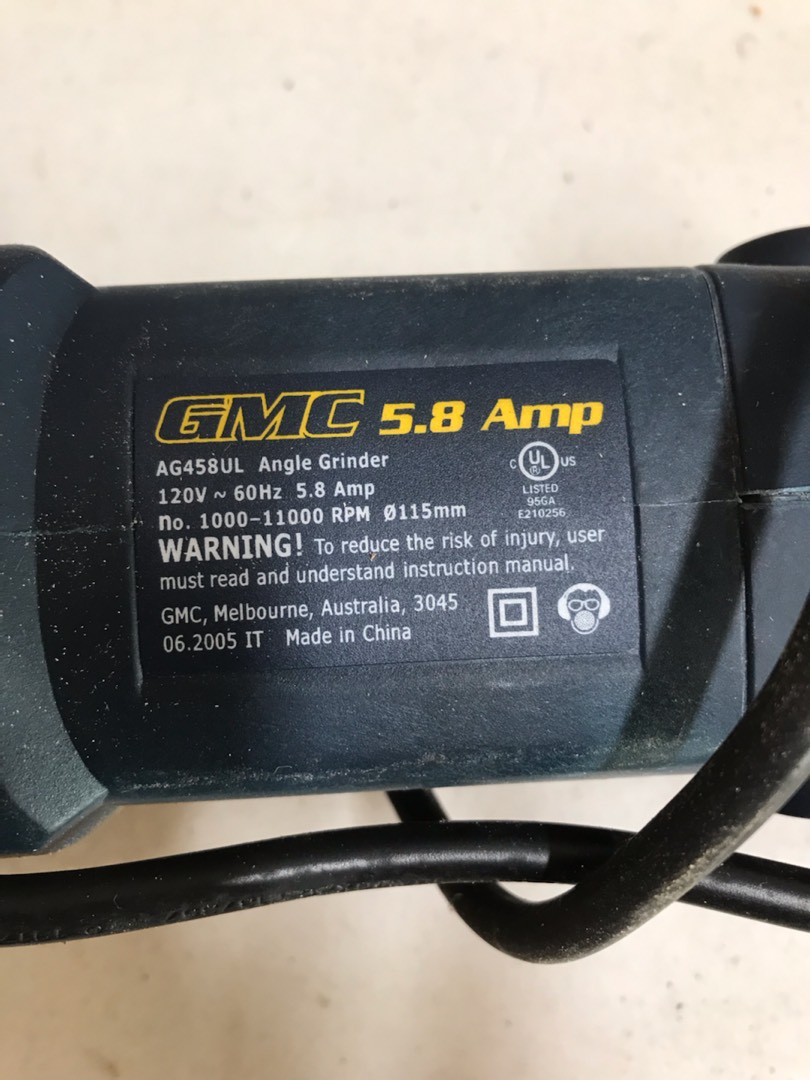 GMC 5.8 Amp
AG458UL Angle Grinder
120V ~ 60Hz 5.8 Amp
no. 1000-11000 RPM Ø115mm
C UL US
(R)
LISTED
95GA
E210256
WARNING! To reduce the risk of injury, user
must read and understand instruction manual.
GMC, Melbourne, Australia, 3045
06.2005 IT Made in China